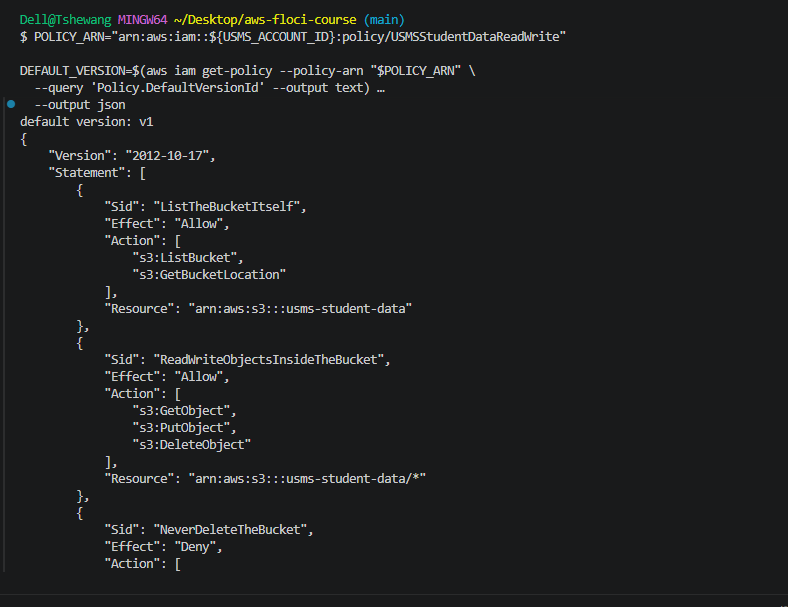 Dell@Tshewang MINGW64 ~/Desktop/aws-floci-course (main)
$ POLICY_ARN="arn:aws:iam::${USMS_ACCOUNT_ID}:policy/USMSStudentDataReadWrite"

DEFAULT_VERSION=$(aws iam get-policy --policy-arn "$POLICY_ARN" \
  --query 'Policy.DefaultVersionId' --output text) …
  --output json
default version: v1
{
    "Version": "2012-10-17",
    "Statement": [
        {
            "Sid": "ListTheBucketItself",
            "Effect": "Allow",
            "Action": [
                "s3:ListBucket",
                "s3:GetBucketLocation"
            ],
            "Resource": "arn:aws:s3:::usms-student-data"
        },
        {
            "Sid": "ReadWriteObjectsInsideTheBucket",
            "Effect": "Allow",
            "Action": [
                "s3:GetObject",
                "s3:PutObject",
                "s3:DeleteObject"
            ],
            "Resource": "arn:aws:s3:::usms-student-data/*"
        },
        {
            "Sid": "NeverDeleteTheBucket",
            "Effect": "Deny",
            "Action": [